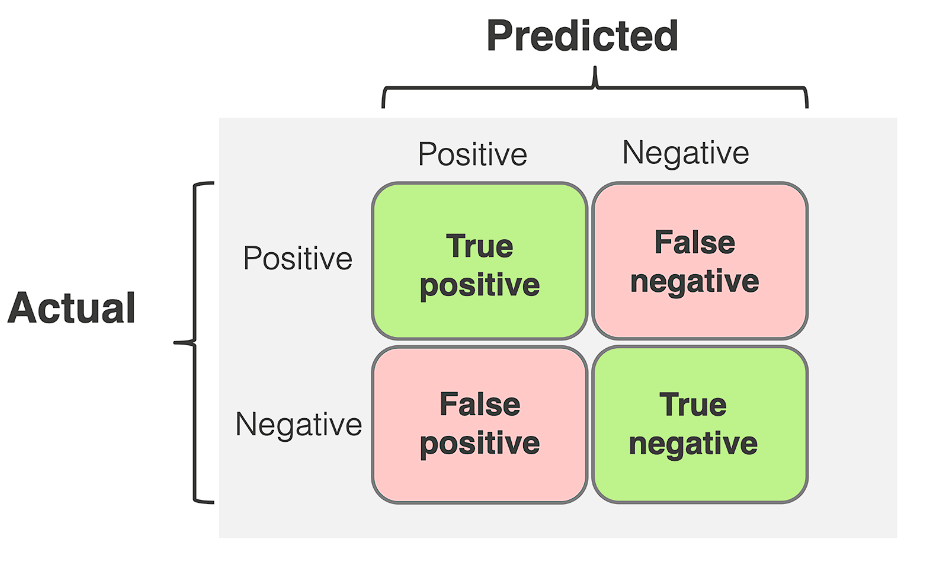 Predicted
Positive Negative
True
positive
False
negative
Positive
Actual
False
positive
True
negative
Negative